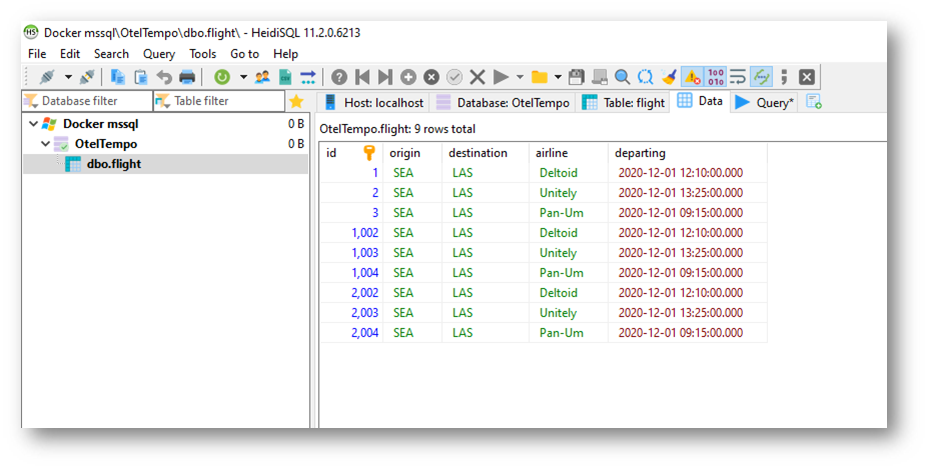 HS Docker mssql\OtelTempo\dbo.flight\ - HeidiSQL 11.2.0.6213
File Edit Search Query Tools Go to Help
Database filter Table filter Host: localhost Database: OtelTempo Table: flight Data Query*
Docker mssql 0 B
OtelTempo 0 B
dbo.flight
OtelTempo.flight: 9 rows total
id origin destination airline departing
1 SEA LAS Deltoid 2020-12-01 12:10:00.000
2 SEA LAS Unitely 2020-12-01 13:25:00.000
3 SEA LAS Pan-Um 2020-12-01 09:15:00.000
1,002 SEA LAS Deltoid 2020-12-01 12:10:00.000
1,003 SEA LAS Unitely 2020-12-01 13:25:00.000
1,004 SEA LAS Pan-Um 2020-12-01 09:15:00.000
2,002 SEA LAS Deltoid 2020-12-01 12:10:00.000
2,003 SEA LAS Unitely 2020-12-01 13:25:00.000
2,004 SEA LAS Pan-Um 2020-12-01 09:15:00.000